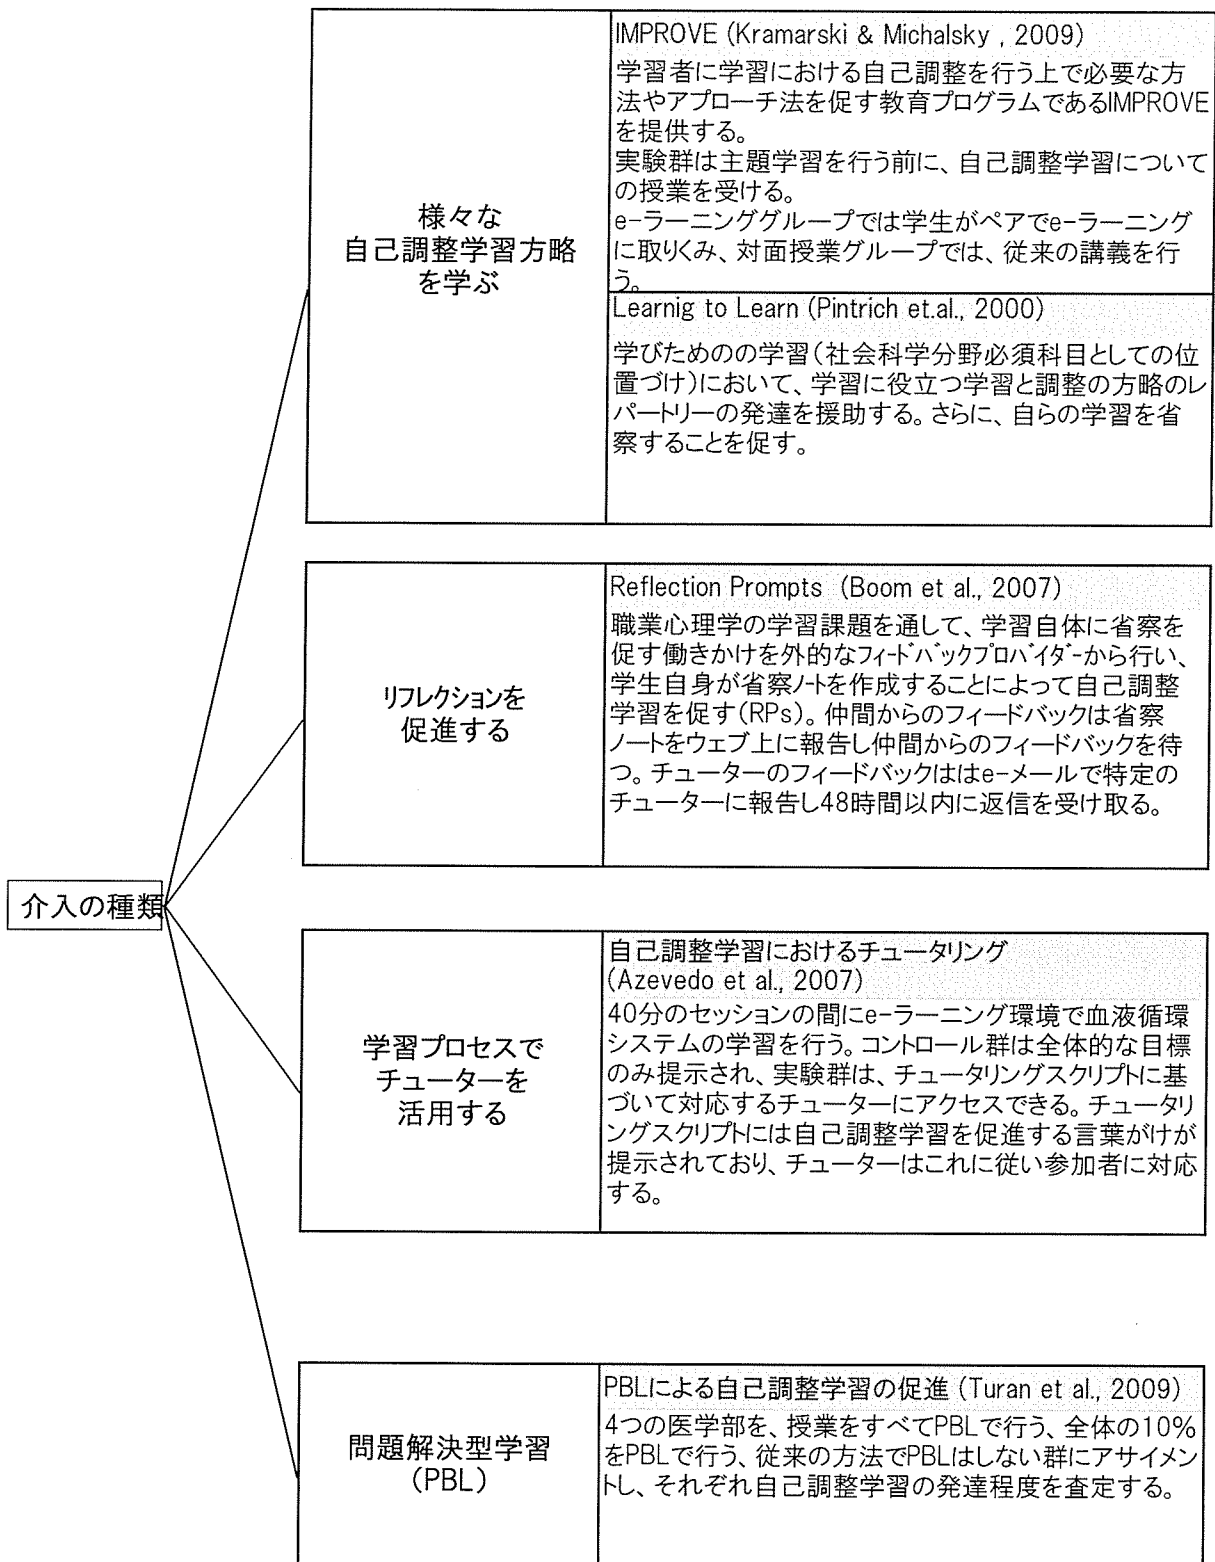 様々な
自己調整学習方略
を学ぶ
IMPROVE (Kramarski & Michalsky , 2009)
学習者に学習における自己調整を行う上で必要な方
法やアプローチ法を促す教育プログラムであるIMPROVE
を提供する。
実験群は主題学習を行う前に、自己調整学習について
の授業を受ける。
e-ラーニンググループでは学生がペアでe-ラーニング
に取りくみ、対面授業グループでは、従来の講義を行
う。
Learnig to Learn (Pintrich et.al., 2000)
学びためのの学習(社会科学分野必須科目としての位
置づけ)において、学習に役立つ学習と調整の方略のレ
パートリーの発達を援助する。さらに、自らの学習を省
察することを促す。
リフレクションを
促進する
Reflection Prompts (Boom et al., 2007)
職業心理学の学習課題を通して、学習自体に省察を
促す働きかけを外的なフィードバックプロバイダーから行い、
学生自身が省察ノートを作成することによって自己調整
学習を促す(RPs)。仲間からのフィードバックは省察
ノートをウェブ上に報告し仲間からのフィードバックを待
つ。チューターのフィードバックははe-メールで特定の
チューターに報告し48時間以内に返信を受け取る。
介入の種類
学習プロセスで
チューターを
活用する
自己調整学習におけるチュータリング
(Azevedo et al., 2007)
40分のセッションの間にe-ラーニング環境で血液循環
システムの学習を行う。コントロール群は全体的な目標
のみ提示され、実験群は、チュータリングスクリプトに基
づいて対応するチューターにアクセスできる。チュータリ
ングスクリプトには自己調整学習を促進する言葉がけが
提示されており、チューターはこれに従い参加者に対応
する。
問題解決型学習
(PBL)
PBLによる自己調整学習の促進 (Turan et al., 2009)
4つの医学部を、授業をすべてPBLで行う、全体の10%
をPBLで行う、従来の方法でPBLはしない群にアサイメン
トし、それぞれ自己調整学習の発達程度を査定する。